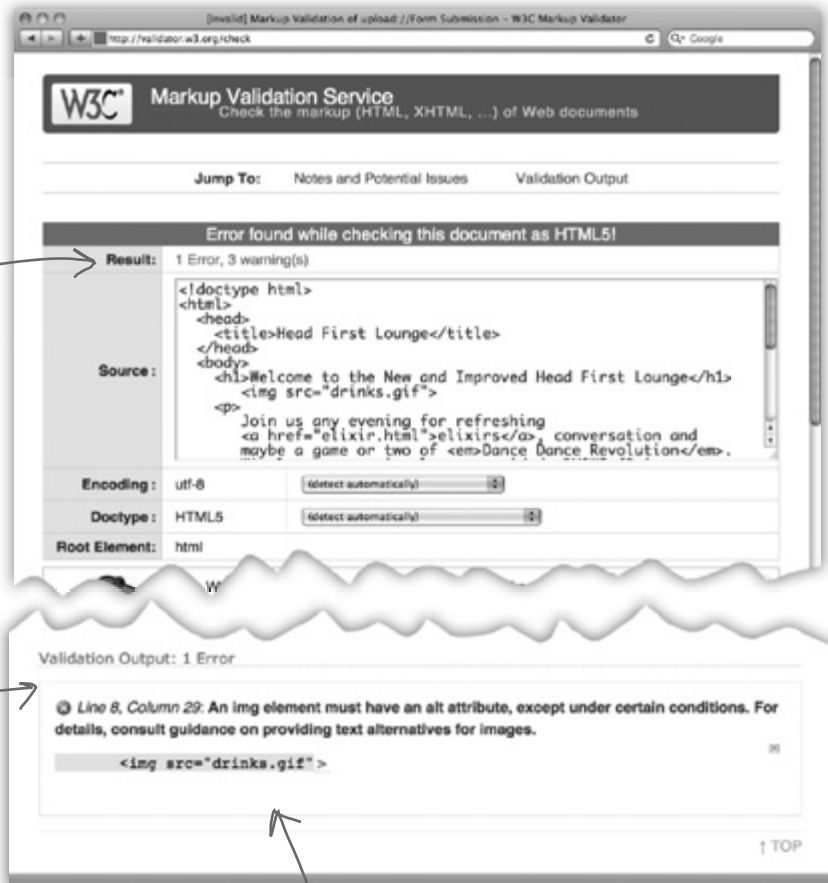 [Invalid] Markup Validation of upload://Form Submission – W3C Markup Validator
http://validator.w3.org/check
Google
W3C® Markup Validation Service
Check the markup (HTML, XHTML, ...) of Web documents
Jump To: Notes and Potential Issues Validation Output
Error found while checking this document as HTML5!
Result: 1 Error, 3 warning(s)
Source :
<!doctype html>
<html>
<head>
<title>Head First Lounge</title>
</head>
<body>
<h1>Welcome to the New and Improved Head First Lounge</h1>
<img src="drinks.gif">
<p>
Join us any evening for refreshing
<a href="elixir.html">elixirs</a>, conversation and
maybe a game or two of <em>Dance Dance Revolution</em>.
Encoding : utf-8 (detect automatically)
Doctype : HTML5 (detect automatically)
Root Element: html
Validation Output: 1 Error
Line 8, Column 29: An img element must have an alt attribute, except under certain conditions. For
details, consult guidance on providing text alternatives for images.
<img src="drinks.gif">
↑ TOP